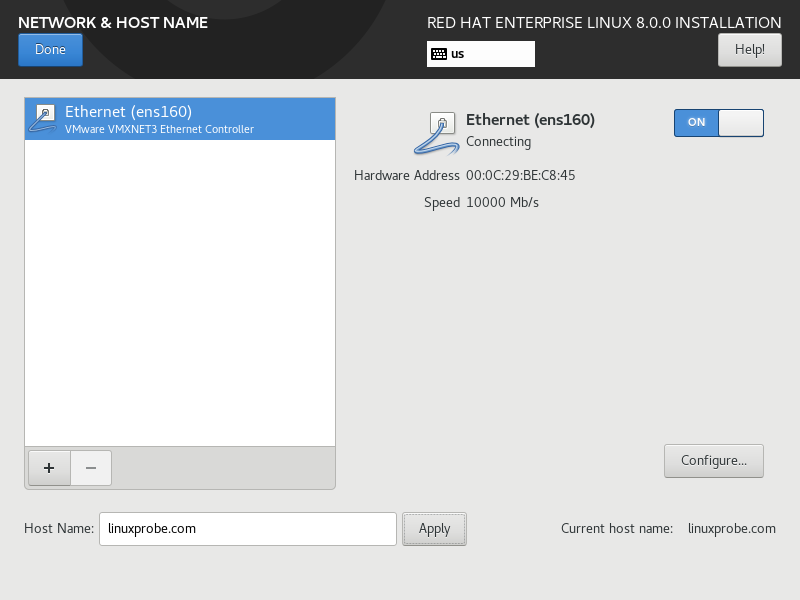 NETWORK & HOST NAME
RED HAT ENTERPRISE LINUX 8.0.0 INSTALLATION
Done
us
Help!
Ethernet (ens160)
VMware VMXNET3 Ethernet Controller
Ethernet (ens160)
Connecting
ON
Hardware Address 00:0C:29:BE:C8:45
Speed 10000 Mb/s
+ −
Configure...
Host Name: linuxprobe.com Apply Current host name: linuxprobe.com